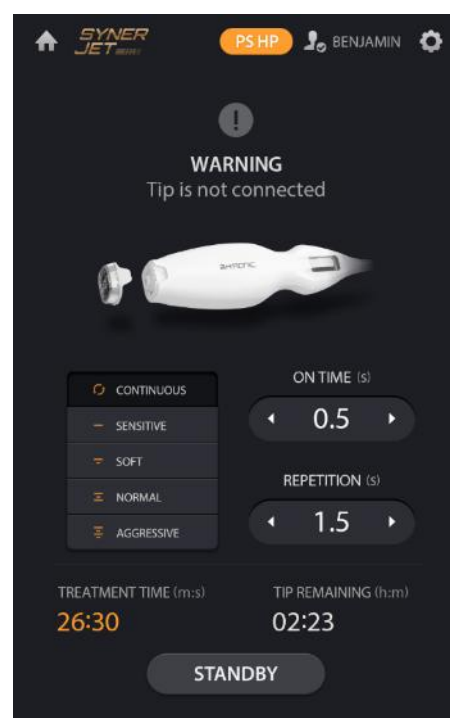 SYNER
JET
PS HP
BENJAMIN
WARNING
Tip is not connected
CONTINUOUS
SENSITIVE
SOFT
NORMAL
AGGRESSIVE
ON TIME (s)
0.5
REPETITION (s)
1.5
TREATMENT TIME (m:s)
26:30
TIP REMAINING (h:m)
02:23
STANDBY